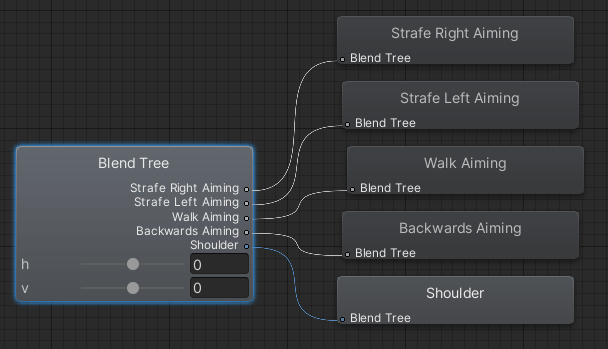 Blend Tree
Strafe Right Aiming
Strafe Left Aiming
Walk Aiming
Backwards Aiming
Shoulder
h 0
v 0
Strafe Right Aiming
Blend Tree
Strafe Left Aiming
Blend Tree
Walk Aiming
Blend Tree
Backwards Aiming
Blend Tree
Shoulder
Blend Tree